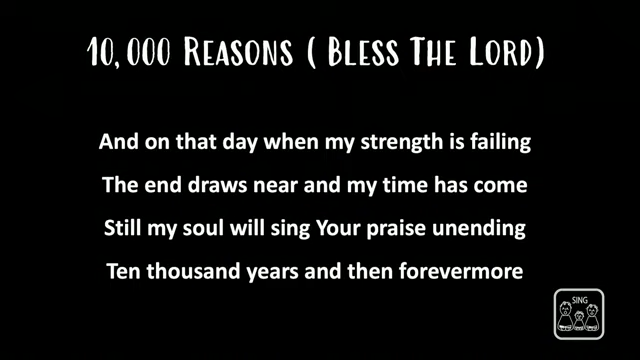 10,000 Reasons ( Bless The Lord)
And on that day when my strength is failing
The end draws near and my time has come
Still my soul will sing Your praise unending
Ten thousand years and then forevermore
SING